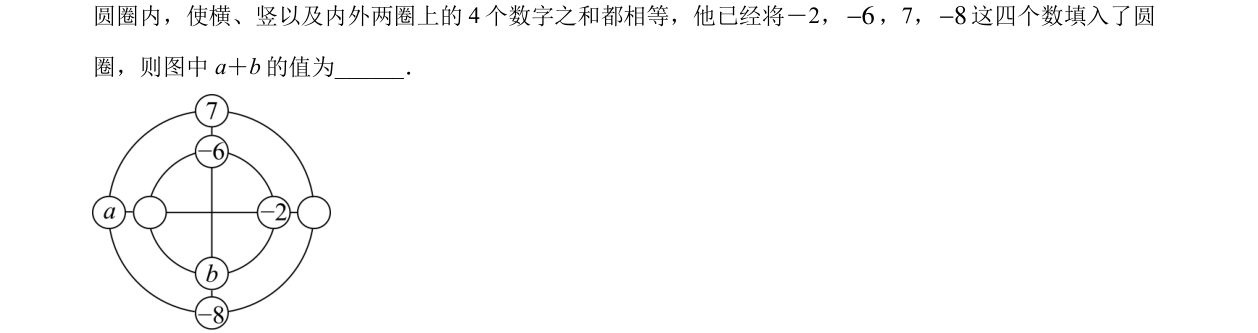 圆圈内，使横、竖以及内外两圈上的 4 个数字之和都相等，他已经将－2，－6，7，－8这四个数填入了圆
圈，则图中 a＋b 的值为______．
7
−6
a
−2
b
−8